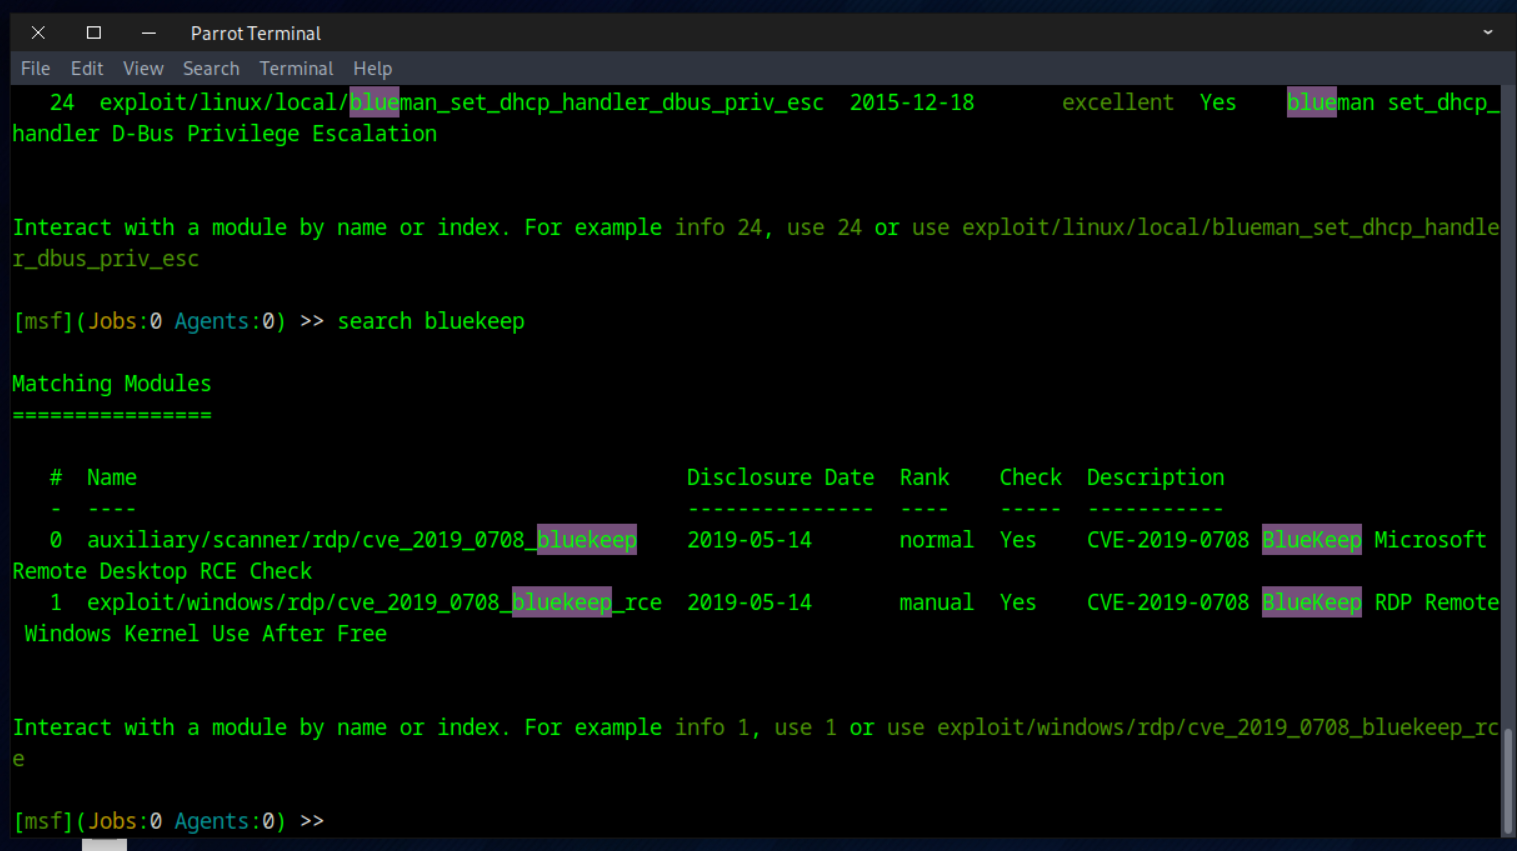 Parrot Terminal
File Edit View Search Terminal Help
24 exploit/linux/local/blueman_set_dhcp_handler_dbus_priv_esc 2015-12-18 excellent Yes blueman set_dhcp_
handler D-Bus Privilege Escalation
Interact with a module by name or index. For example info 24, use 24 or use exploit/linux/local/blueman_set_dhcp_handle
r_dbus_priv_esc
[msf](Jobs:0 Agents:0) >> search bluekeep
Matching Modules
================
# Name Disclosure Date Rank Check Description
- ---- --------------- ---- ----- -----------
0 auxiliary/scanner/rdp/cve_2019_0708_bluekeep 2019-05-14 normal Yes CVE-2019-0708 BlueKeep Microsoft
Remote Desktop RCE Check
1 exploit/windows/rdp/cve_2019_0708_bluekeep_rce 2019-05-14 manual Yes CVE-2019-0708 BlueKeep RDP Remote
Windows Kernel Use After Free
Interact with a module by name or index. For example info 1, use 1 or use exploit/windows/rdp/cve_2019_0708_bluekeep_rc
e
[msf](Jobs:0 Agents:0) >>